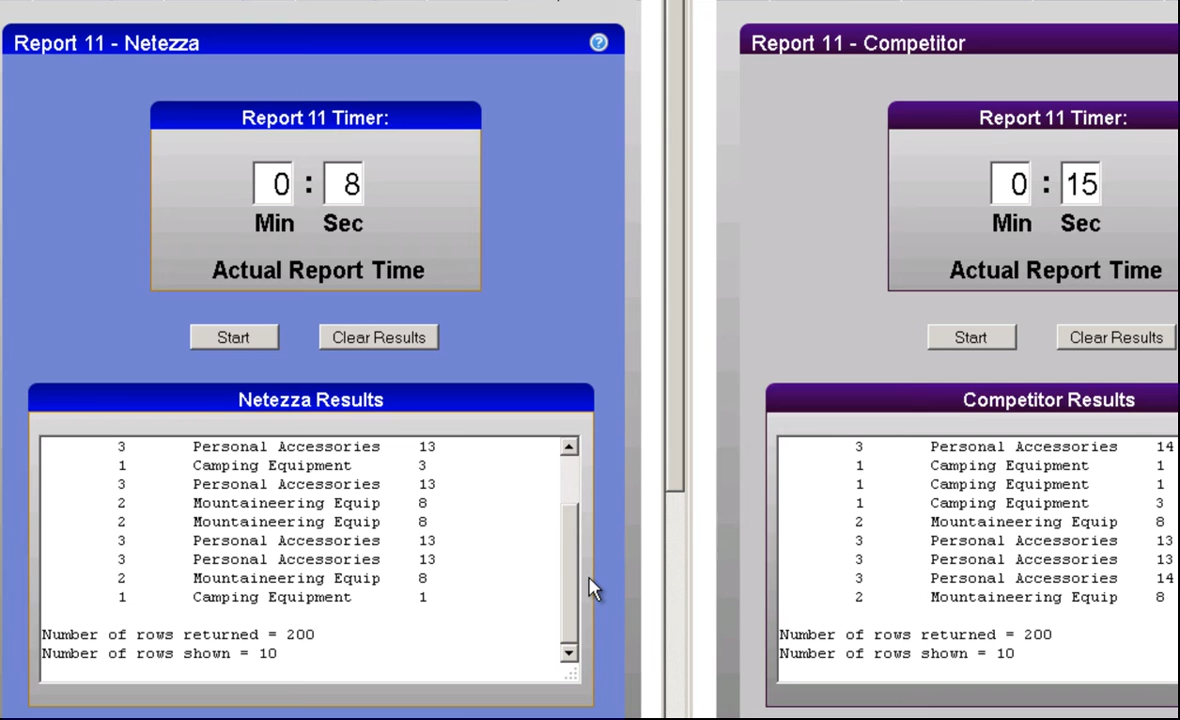 Report 11 - Netezza
Report 11 Timer:
0 : 8
Min Sec
Actual Report Time
Start Clear Results
Netezza Results
3 Personal Accessories 13
1 Camping Equipment 3
3 Personal Accessories 13
2 Mountaineering Equip 8
2 Mountaineering Equip 8
3 Personal Accessories 13
3 Personal Accessories 13
2 Mountaineering Equip 8
1 Camping Equipment 1
Number of rows returned = 200
Number of rows shown = 10
Report 11 - Competitor
Report 11 Timer:
0 : 15
Min Sec
Actual Report Time
Start Clear Results
Competitor Results
3 Personal Accessories 14
1 Camping Equipment 1
1 Camping Equipment 1
1 Camping Equipment 3
2 Mountaineering Equip 8
3 Personal Accessories 13
3 Personal Accessories 13
3 Personal Accessories 14
2 Mountaineering Equip 8
Number of rows returned = 200
Number of rows shown = 10